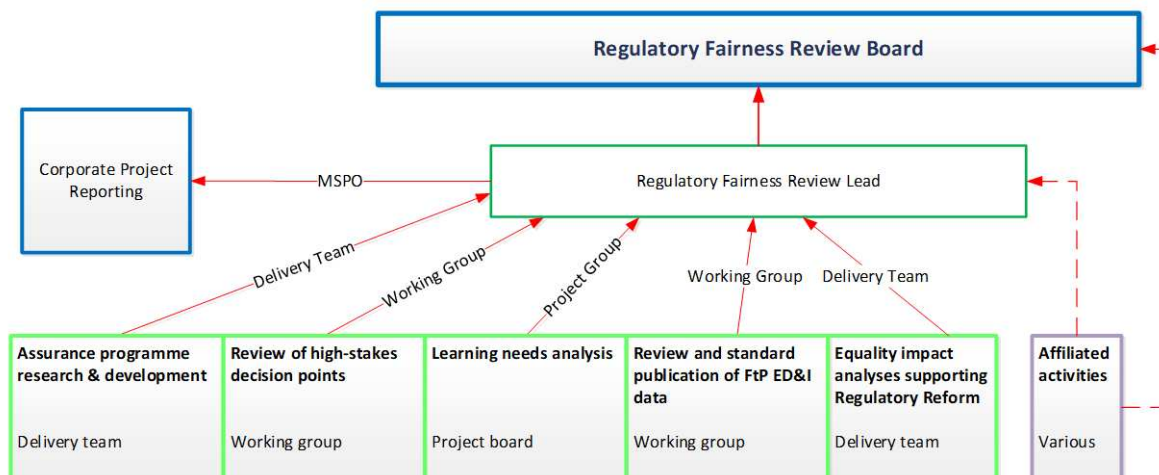 Regulatory Fairness Review Board
Corporate Project
Reporting
MSPO
Regulatory Fairness Review Lead
Delivery Team
Working Group
Project Group
Working Group
Delivery Team
Assurance programme
research & development
Delivery team
Review of high-stakes
decision points
Working group
Learning needs analysis
Project board
Review and standard
publication of FtP ED&I
data
Working group
Equality impact
analyses supporting
Regulatory Reform
Delivery team
Affiliated
activities
Various